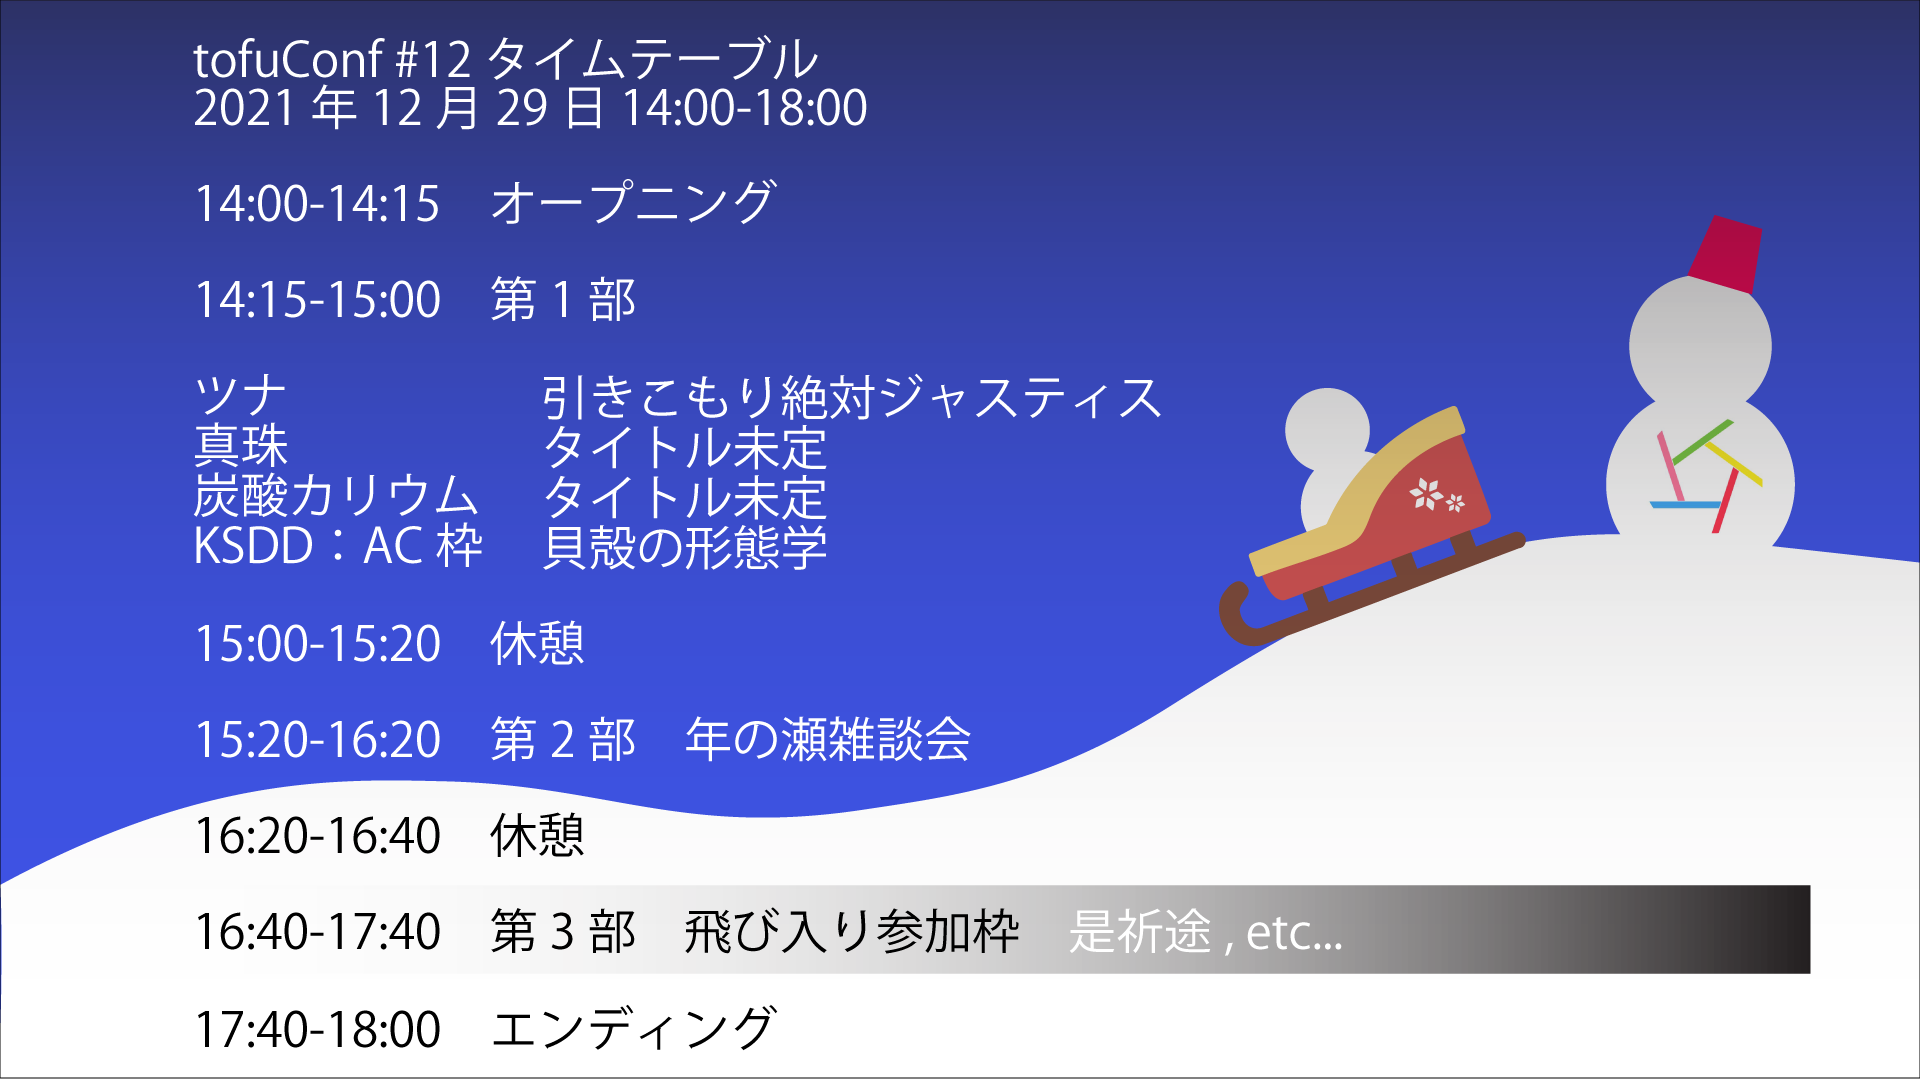 tofuConf #12 タイムテーブル
2021 年 12 月 29 日 14:00-18:00
14:00-14:15　オープニング
14:15-15:00　第 1 部
ツナ　引きこもり絶対ジャスティス
真珠　タイトル未定
炭酸カリウム　タイトル未定
KSDD：AC 枠　貝殻の形態学
15:00-15:20　休憩
15:20-16:20　第 2 部　年の瀬雑談会
16:20-16:40　休憩
16:40-17:40　第 3 部　飛び入り参加枠　是祈途 , etc...
17:40-18:00　エンディング